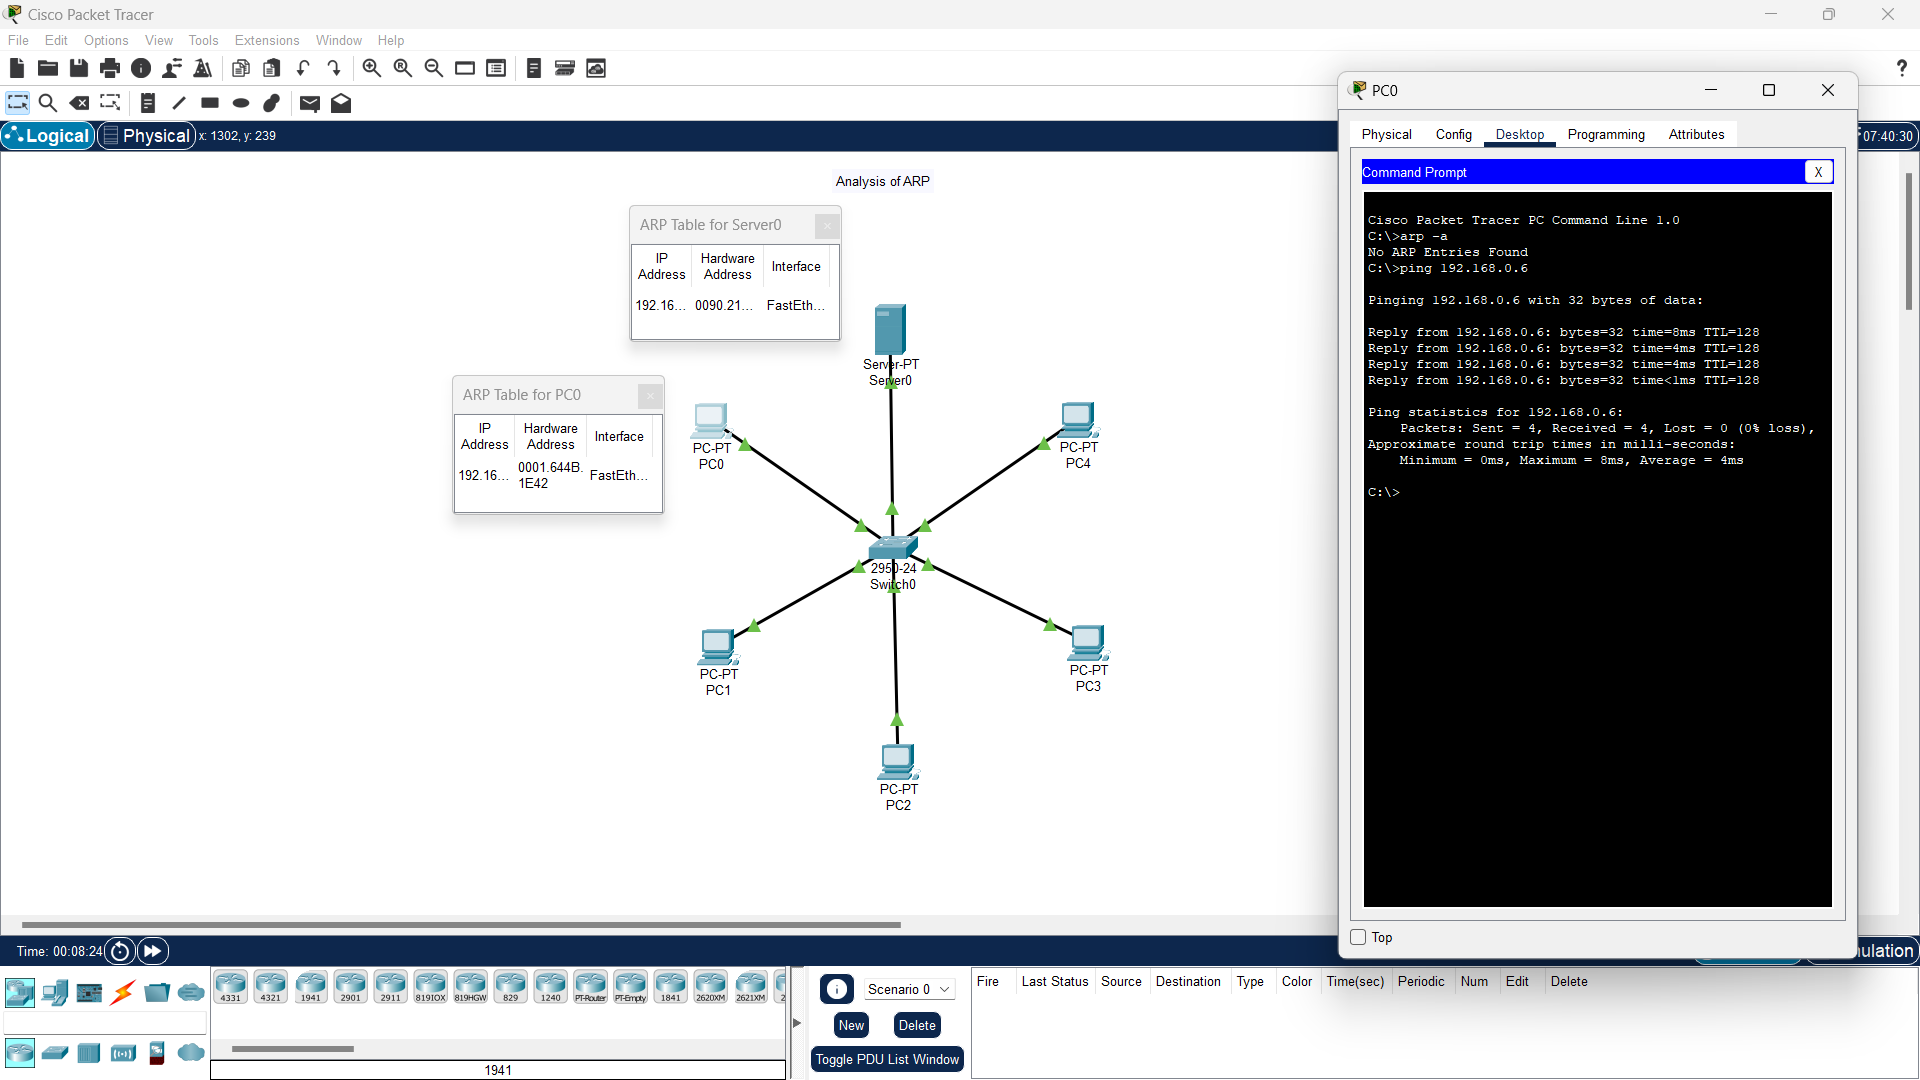 Cisco Packet Tracer
File Edit Options View Tools Extensions Window Help
Logical Physical x: 1302, y: 239
07:40:30
Analysis of ARP
ARP Table for Server0
IP Address Hardware Address Interface
192.16... 0090.21... FastEth...
Server-PT
Server0
ARP Table for PC0
IP Address Hardware Address Interface
192.16... 0001.644B.1E42 FastEth...
PC-PT
PC0
PC-PT
PC4
2950-24
Switch0
PC-PT
PC1
PC-PT
PC3
PC-PT
PC2
PC0
Physical Config Desktop Programming Attributes
Command Prompt X
Cisco Packet Tracer PC Command Line 1.0
C:\>arp -a
No ARP Entries Found
C:\>ping 192.168.0.6
Pinging 192.168.0.6 with 32 bytes of data:
Reply from 192.168.0.6: bytes=32 time=8ms TTL=128
Reply from 192.168.0.6: bytes=32 time=4ms TTL=128
Reply from 192.168.0.6: bytes=32 time=4ms TTL=128
Reply from 192.168.0.6: bytes=32 time<1ms TTL=128
Ping statistics for 192.168.0.6:
Packets: Sent = 4, Received = 4, Lost = 0 (0% loss),
Approximate round trip times in milli-seconds:
Minimum = 0ms, Maximum = 8ms, Average = 4ms
C:\>
Top
Time: 00:08:24
ulation
4331 4321 1941 2901 2911 819IOX 819HGW 829 1240 PT-Router PT-Empty 1841 2620XM 2621XM 2
1941
Scenario 0
New Delete
Toggle PDU List Window
Fire Last Status Source Destination Type Color Time(sec) Periodic Num Edit Delete